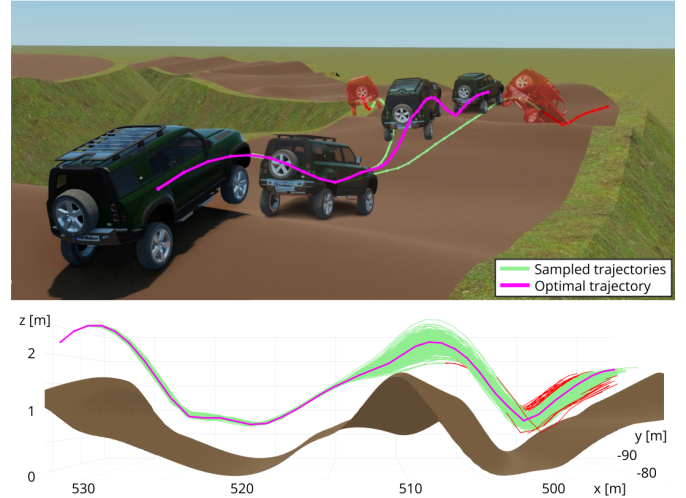 Sampled trajectories
Optimal trajectory
z [m]
2
1
0
y [m]
-90
-80
530
520
510
500
x [m]